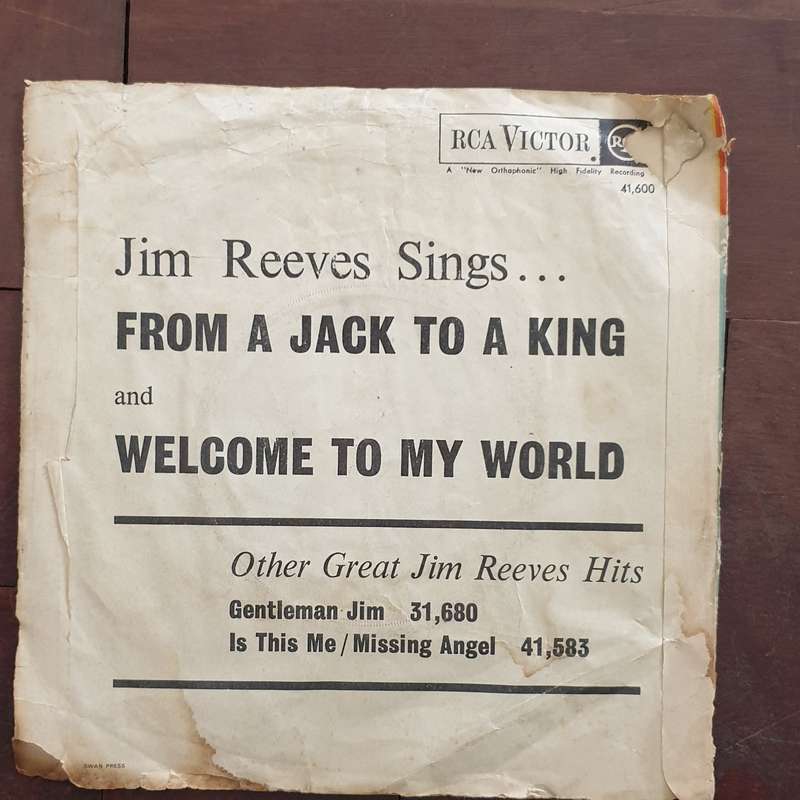 RCA VICTOR
A "New Orthophonic" High Fidelity Recording
41,600
Jim Reeves Sings...
FROM A JACK TO A KING
and
WELCOME TO MY WORLD
Other Great Jim Reeves Hits
Gentleman Jim 31,680
Is This Me / Missing Angel 41,583
SWAN PRESS